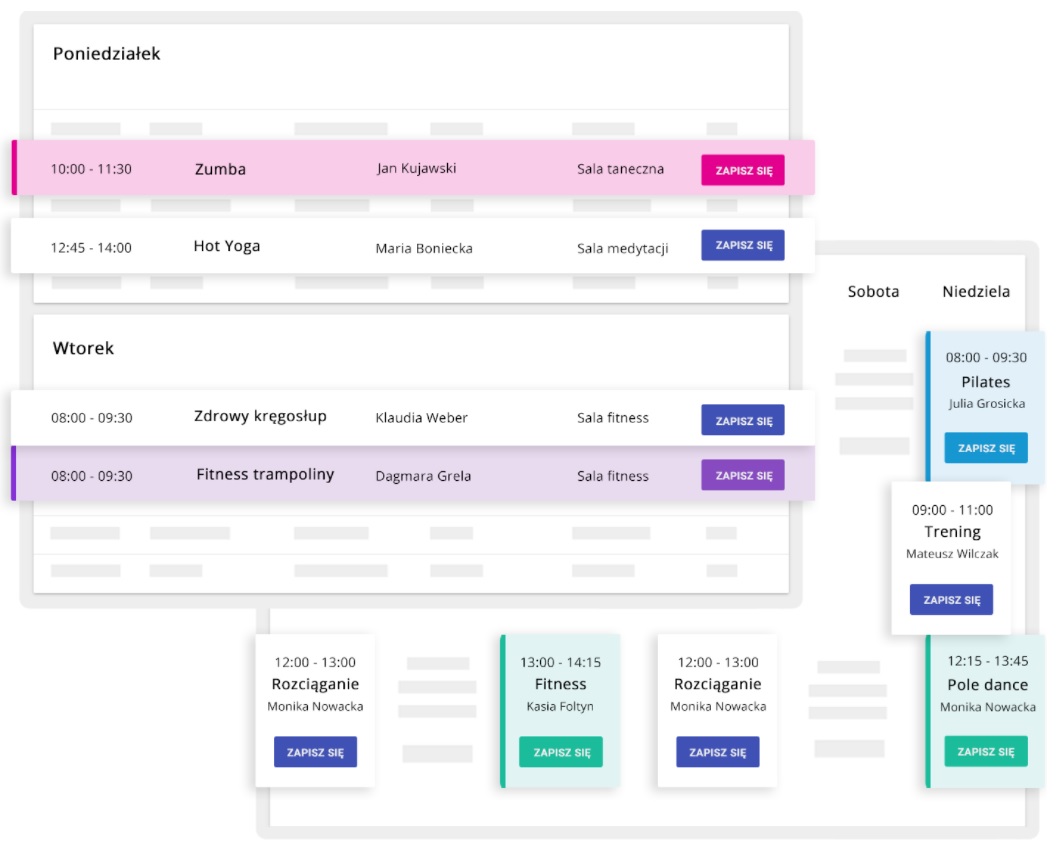 Poniedziałek
10:00 - 11:30 Zumba Jan Kujawski Sala taneczna ZAPISZ SIĘ
12:45 - 14:00 Hot Yoga Maria Boniecka Sala medytacji ZAPISZ SIĘ
Wtorek
08:00 - 09:30 Zdrowy kręgosłup Klaudia Weber Sala fitness ZAPISZ SIĘ
08:00 - 09:30 Fitness trampoliny Dagmara Grela Sala fitness ZAPISZ SIĘ
Sobota Niedziela
08:00 - 09:30
Pilates
Julia Grosicka
ZAPISZ SIĘ
09:00 - 11:00
Trening
Mateusz Wilczak
ZAPISZ SIĘ
12:00 - 13:00
Rozciąganie
Monika Nowacka
ZAPISZ SIĘ
13:00 - 14:15
Fitness
Kasia Foltyn
ZAPISZ SIĘ
12:00 - 13:00
Rozciąganie
Monika Nowacka
ZAPISZ SIĘ
12:15 - 13:45
Pole dance
Monika Nowacka
ZAPISZ SIĘ